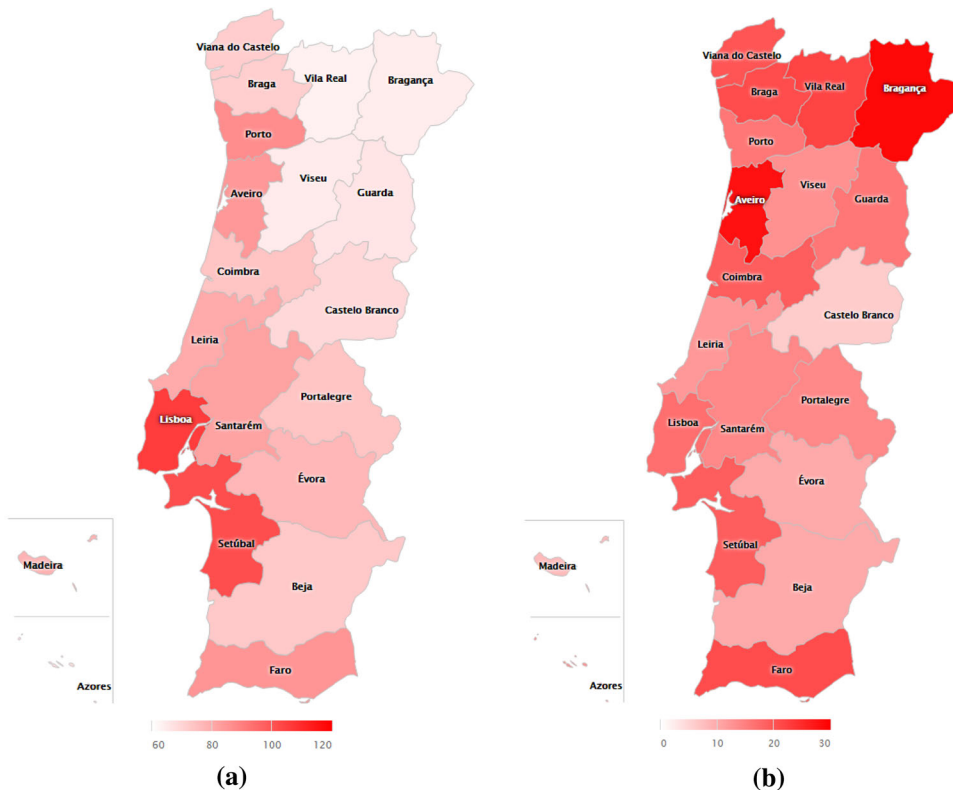 Viana do Castelo
Braga
Vila Real
Bragança
Porto
Aveiro
Viseu
Guarda
Coimbra
Castelo Branco
Leiria
Portalegre
Lisboa
Santarém
Évora
Setúbal
Madeira
Beja
Faro
Azores
60 80 100 120
(a)
Viana do Castelo
Braga
Vila Real
Bragança
Porto
Viseu
Aveiro
Guarda
Coimbra
Castelo Branco
Leiria
Portalegre
Lisboa
Santarém
Évora
Setúbal
Madeira
Beja
Faro
Azores
0 10 20 30
(b)